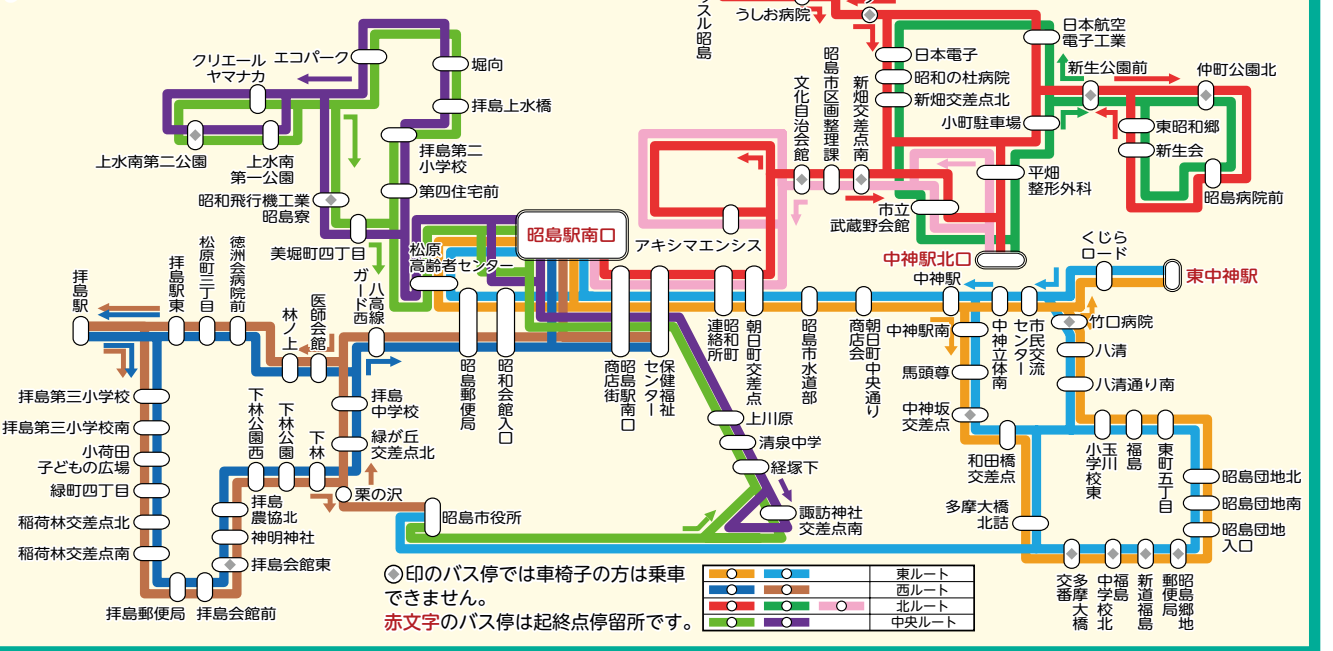 うしお病院
スル昭島
日本航空
電子工業
日本電子
昭和の杜病院
新畑交差点北
小町駐車場
新生公園前
仲町公園北
東昭和郷
新生会
昭島病院前
平畑
整形外科
文化自治会館
昭島市区画整理課
新畑交差点南
市立
武蔵野会館
アキシマエンシス
中神駅北口
クリエール
ヤマナカ
エコパーク
堀向
拝島上水橋
拝島第二
小学校
第四住宅前
上水南第二公園
上水南
第一公園
昭和飛行機工業
昭島寮
美堀町四丁目
松原
高齢者センター
昭島駅南口
拝島駅
拝島駅東
松原町三丁目
徳洲会病院前
林ノ上
医師会館
八高線
ガード西
昭島郵便局
昭和会館入口
昭島駅南口
商店街
保健福祉
センター
昭和町
連絡所
朝日町交差点
昭島市水道部
朝日町中央通り
商店会
中神駅
中神駅南
中神立体南
市民交流
センター
くじら
ロード
東中神駅
竹口病院
八清
八清通り南
馬頭尊
中神坂
交差点
和田橋
交差点
多摩大橋
北詰
玉川
小学校東
福島
東町五丁目
昭島団地北
昭島団地南
昭島団地
入口
多摩大橋
交番
福島
中学校北
新道福島
昭島郷地
郵便局
上川原
清泉中学
経塚下
諏訪神社
交差点南
拝島
中学校
緑が丘
交差点北
栗の沢
昭島市役所
下林公園西
下林公園
下林
拝島
農協北
神明神社
拝島会館東
拝島会館前
拝島郵便局
拝島第三小学校
拝島第三小学校南
小荷田
子どもの広場
緑町四丁目
稲荷林交差点北
稲荷林交差点南
印のバス停では車椅子の方は乗車
できません。
赤文字のバス停は起終点停留所です。
東ルート
西ルート
北ルート
中央ルート